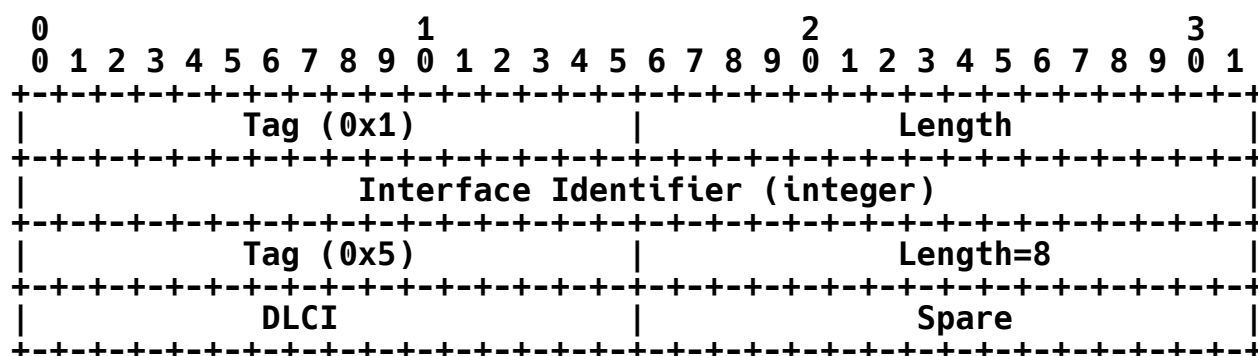 0                   1                   2                   3
 0 1 2 3 4 5 6 7 8 9 0 1 2 3 4 5 6 7 8 9 0 1 2 3 4 5 6 7 8 9 0 1
+-+-+-+-+-+-+-+-+-+-+-+-+-+-+-+-+-+-+-+-+-+-+-+-+-+-+-+-+-+-+-+-+
|           Tag (0x1)           |             Length            |
+-+-+-+-+-+-+-+-+-+-+-+-+-+-+-+-+-+-+-+-+-+-+-+-+-+-+-+-+-+-+-+-+
|                 Interface Identifier (integer)                |
+-+-+-+-+-+-+-+-+-+-+-+-+-+-+-+-+-+-+-+-+-+-+-+-+-+-+-+-+-+-+-+-+
|           Tag (0x5)           |             Length=8          |
+-+-+-+-+-+-+-+-+-+-+-+-+-+-+-+-+-+-+-+-+-+-+-+-+-+-+-+-+-+-+-+-+
|            DLCI               |              Spare            |
+-+-+-+-+-+-+-+-+-+-+-+-+-+-+-+-+-+-+-+-+-+-+-+-+-+-+-+-+-+-+-+-+